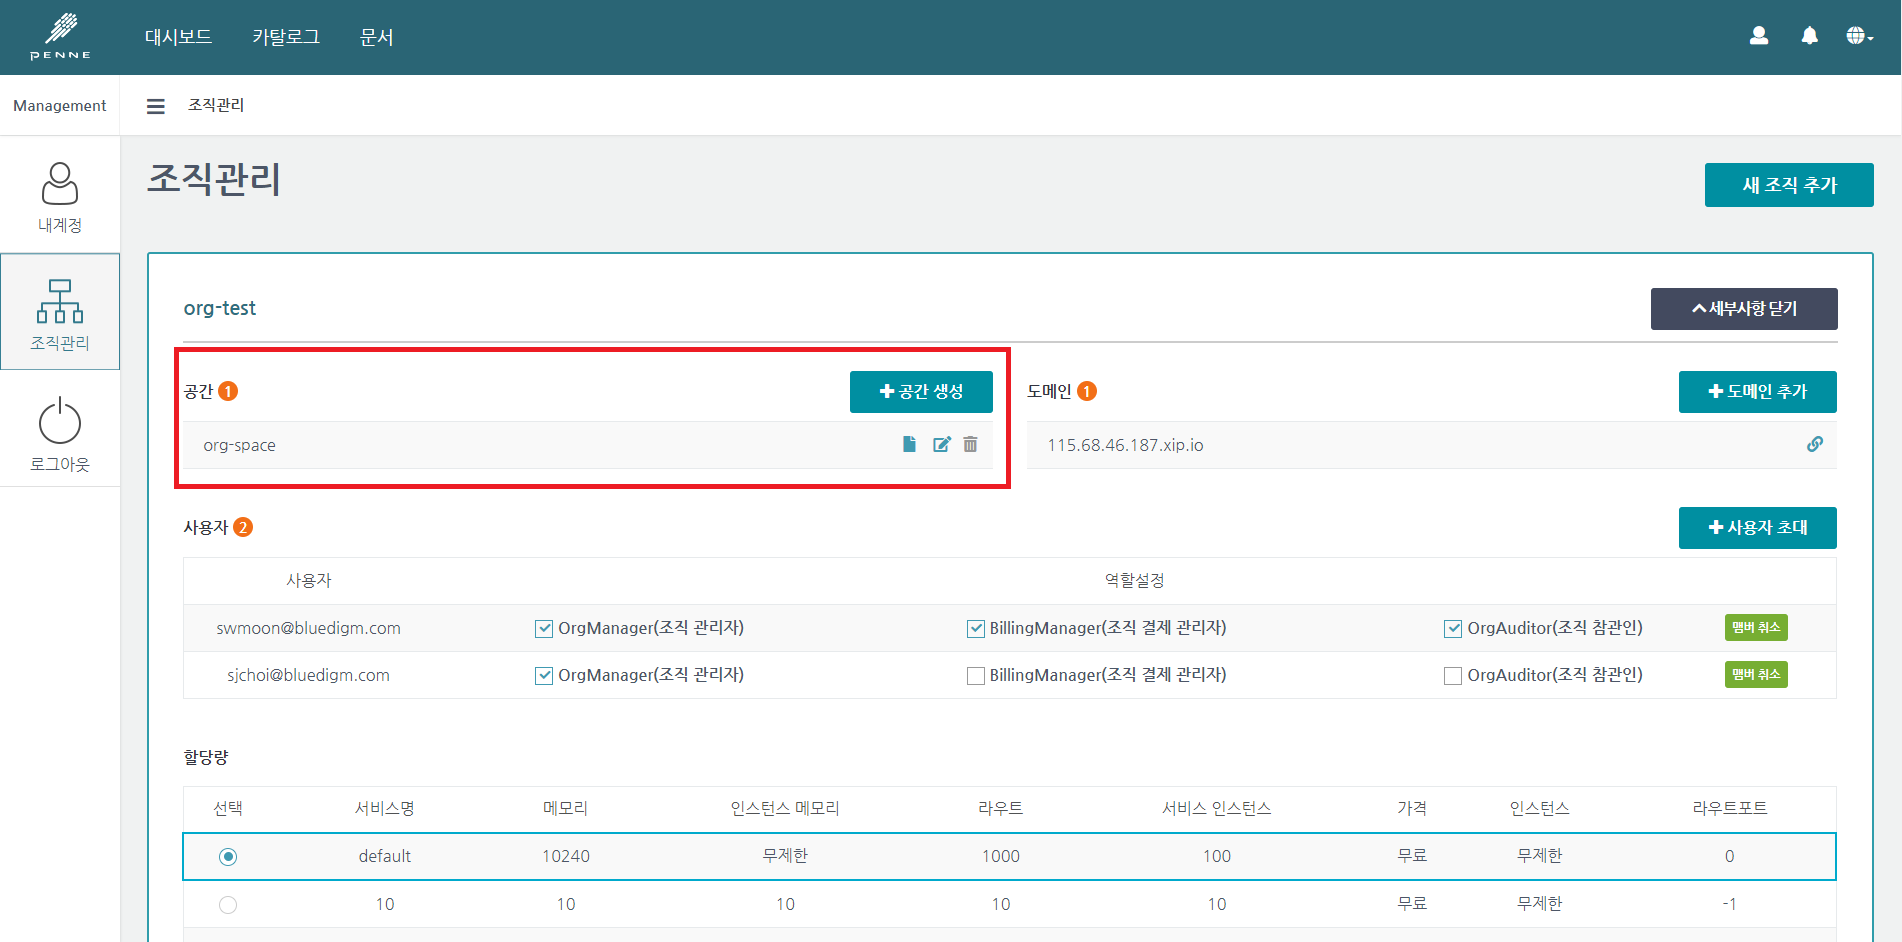 PENNE
대시보드 카탈로그 문서
Management
조직관리
조직관리
새 조직 추가
내계정
조직관리
로그아웃
org-test
세부사항 닫기
공간 1
공간 생성
org-space
도메인 1
도메인 추가
115.68.46.187.xip.io
사용자 2
사용자 초대
사용자 역할설정
swmoon@bluedigm.com OrgManager(조직 관리자) BillingManager(조직 결제 관리자) OrgAuditor(조직 참관인) 맴버 취소
sjchoi@bluedigm.com OrgManager(조직 관리자) BillingManager(조직 결제 관리자) OrgAuditor(조직 참관인) 맴버 취소
할당량
선택 서비스명 메모리 인스턴스 메모리 라우트 서비스 인스턴스 가격 인스턴스 라우트포트
default 10240 무제한 1000 100 무료 무제한 0
10 10 10 10 10 무료 무제한 -1